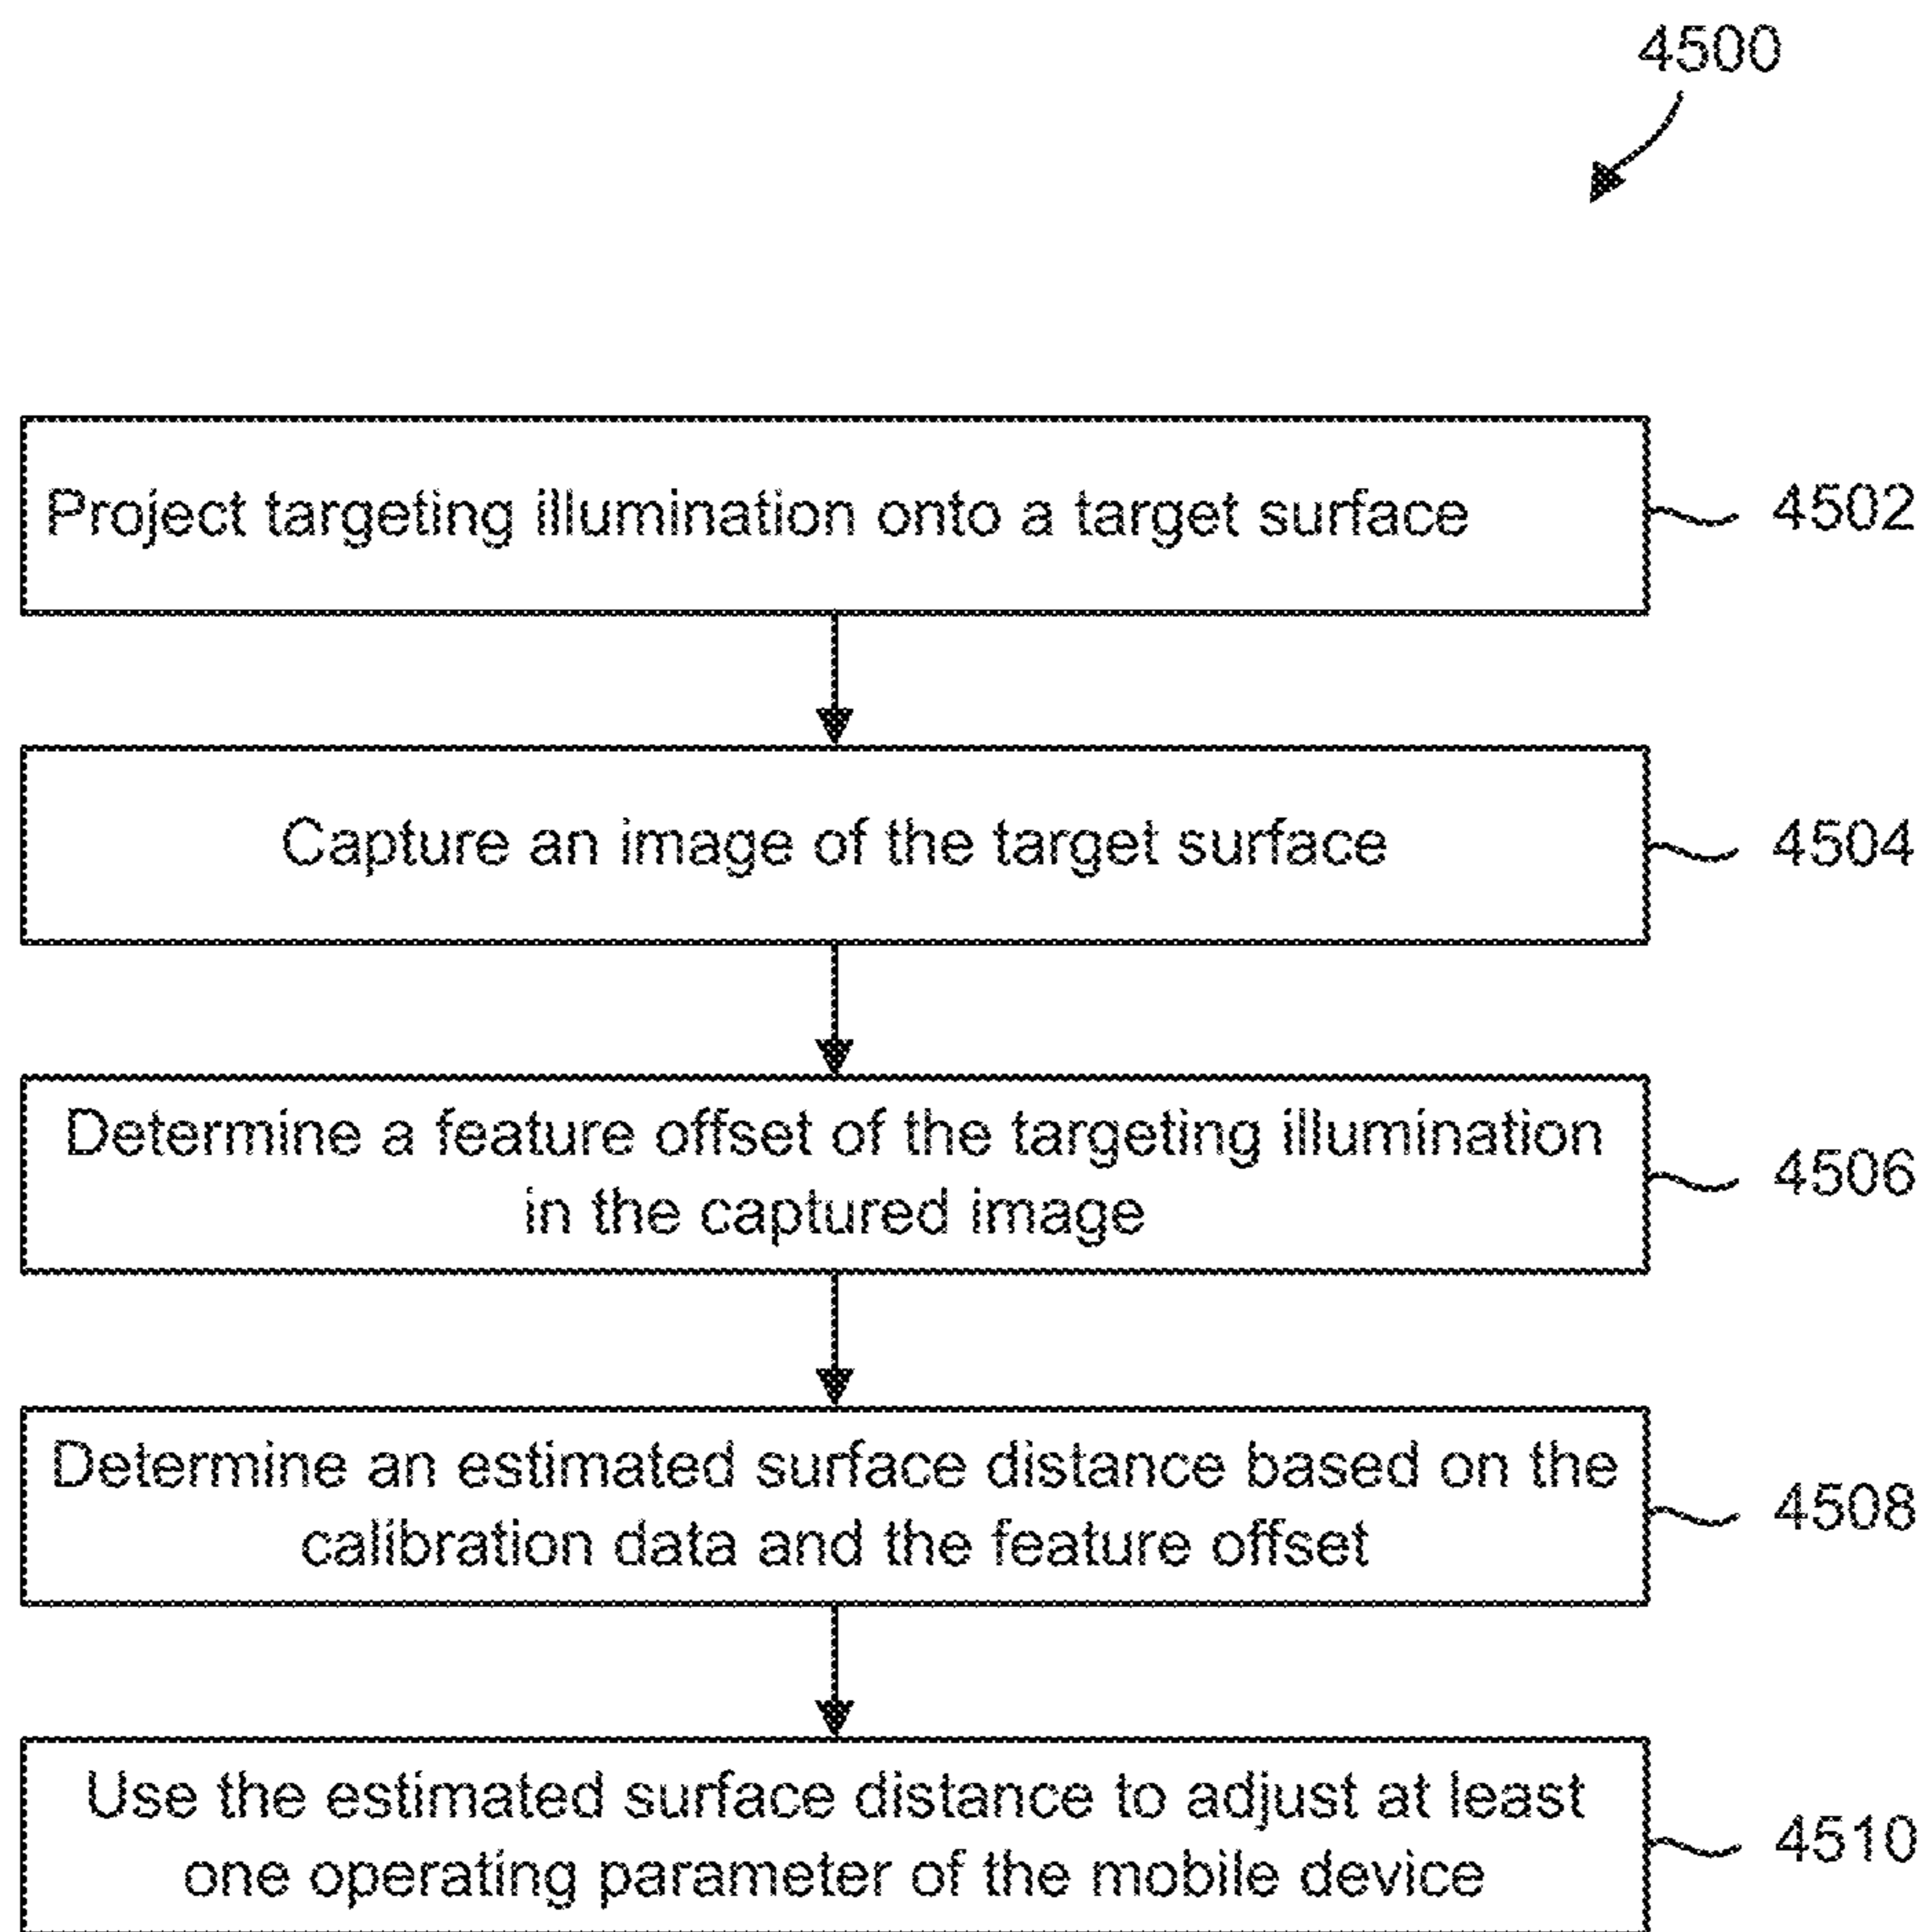 4500
Project targeting illumination onto a target surface
4502
Capture an image of the target surface
4504
Determine a feature offset of the targeting illumination
in the captured image
4506
Determine an estimated surface distance based on the
calibration data and the feature offset
4508
Use the estimated surface distance to adjust at least
one operating parameter of the mobile device
4510